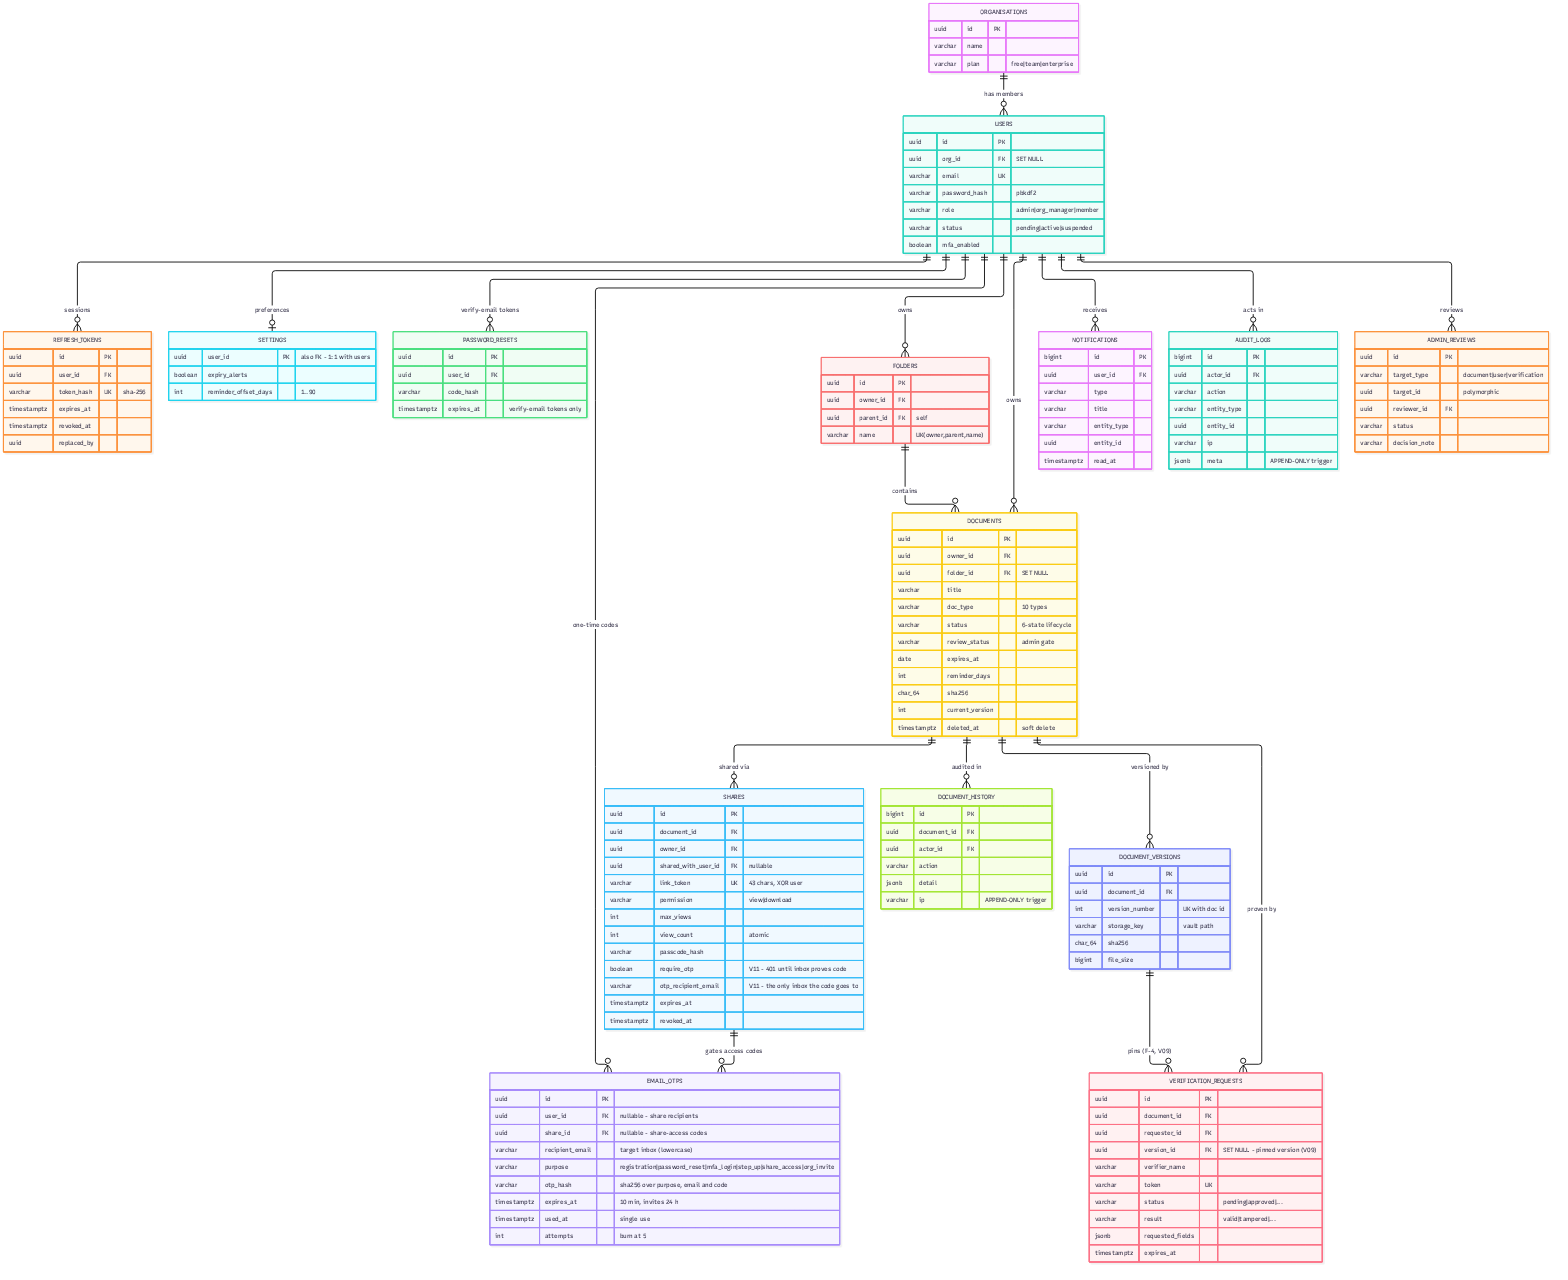 ORGANISATIONS
uuid id PK
varchar name
varchar plan free|team|enterprise
has members
USERS
uuid id PK
uuid org_id FK SET NULL
varchar email UK
varchar password_hash pbkdf2
varchar role admin|org_manager|member
varchar status pending|active|suspended
boolean mfa_enabled
sessions
preferences
verify-email tokens
owns
receives
acts in
reviews
REFRESH_TOKENS
uuid id PK
uuid user_id FK
varchar token_hash UK sha-256
timestamptz expires_at
timestamptz revoked_at
uuid replaced_by
SETTINGS
uuid user_id PK also FK - 1:1 with users
boolean expiry_alerts
int reminder_offset_days 1..90
PASSWORD_RESETS
uuid id PK
uuid user_id FK
varchar code_hash
timestamptz expires_at verify-email tokens only
FOLDERS
uuid id PK
uuid owner_id FK
uuid parent_id FK self
varchar name UK(owner,parent,name)
owns
NOTIFICATIONS
bigint id PK
uuid user_id FK
varchar type
varchar title
varchar entity_type
uuid entity_id
timestamptz read_at
AUDIT_LOGS
bigint id PK
uuid actor_id FK
varchar action
varchar entity_type
uuid entity_id
varchar ip
jsonb meta APPEND-ONLY trigger
ADMIN_REVIEWS
uuid id PK
varchar target_type document|user|verification
uuid target_id polymorphic
uuid reviewer_id FK
varchar status
varchar decision_note
contains
DOCUMENTS
uuid id PK
uuid owner_id FK
uuid folder_id FK SET NULL
varchar title
varchar doc_type 10 types
varchar status 6-state lifecycle
varchar review_status admin gate
date expires_at
int reminder_days
char_64 sha256
int current_version
timestamptz deleted_at soft delete
one-time codes
shared via
audited in
versioned by
proven by
SHARES
uuid id PK
uuid document_id FK
uuid owner_id FK
uuid shared_with_user_id FK nullable
varchar link_token UK 43 chars, XOR user
varchar permission view|download
int max_views
int view_count atomic
varchar passcode_hash
boolean require_otp V11 - 401 until inbox proves code
varchar otp_recipient_email V11 - the only inbox the code goes to
timestamptz expires_at
timestamptz revoked_at
DOCUMENT_HISTORY
bigint id PK
uuid document_id FK
uuid actor_id FK
varchar action
jsonb detail
varchar ip APPEND-ONLY trigger
DOCUMENT_VERSIONS
uuid id PK
uuid document_id FK
int version_number UK with doc id
varchar storage_key vault path
char_64 sha256
bigint file_size
gates access codes
pins (F-4, V09)
EMAIL_OTPS
uuid id PK
uuid user_id FK nullable - share recipients
uuid share_id FK nullable - share-access codes
varchar recipient_email target inbox (lowercase)
varchar purpose registration|password_reset|mfa_login|step_up|share_access|org_invite
varchar otp_hash sha256 over purpose, email and code
timestamptz expires_at 10 min, invites 24 h
timestamptz used_at single use
int attempts burn at 5
VERIFICATION_REQUESTS
uuid id PK
uuid document_id FK
uuid requester_id FK
uuid version_id FK SET NULL - pinned version (V09)
varchar verifier_name
varchar token UK
varchar status pending|approved|...
varchar result valid|tampered|...
jsonb requested_fields
timestamptz expires_at